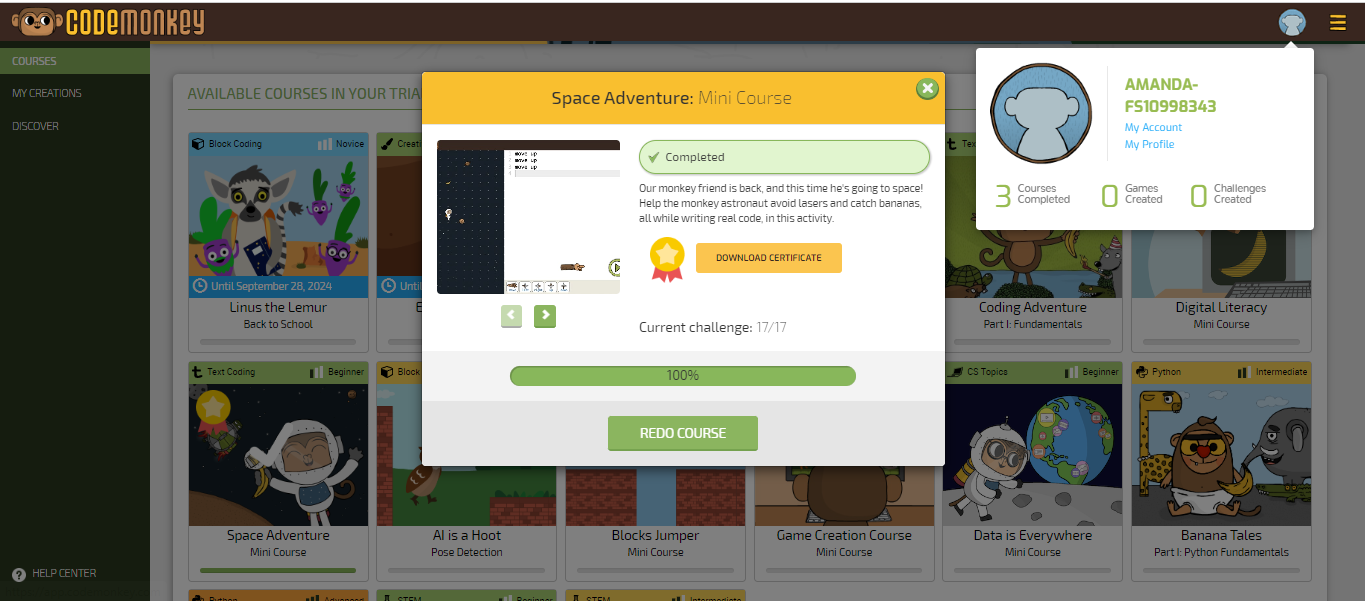 CODEMONKEY
COURSES
MY CREATIONS
DISCOVER
HELP CENTER
AMANDA-
FS10998343
My Account
My Profile
3 Courses
Completed
0 Games
Created
0 Challenges
Created
AVAILABLE COURSES IN YOUR TRIA
Space Adventure: Mini Course
move up
move up
move up
Completed
Our monkey friend is back, and this time he's going to space!
Help the monkey astronaut avoid lasers and catch bananas,
all while writing real code, in this activity.
DOWNLOAD CERTIFICATE
Current challenge: 17/17
100%
REDO COURSE
Block Coding Novice
Until September 28, 2024
Linus the Lemur
Back to School
Creati
Until
Tex
Coding Adventure
Part I: Fundamentals
Digital Literacy
Mini Course
Text Coding Beginner
Space Adventure
Mini Course
Block
AI is a Hoot
Pose Detection
Blocks Jumper
Mini Course
Game Creation Course
Mini Course
CS Topics Beginner
Data is Everywhere
Mini Course
Python Intermediate
Banana Tales
Part I: Python Fundamentals
Python Advanced
STEM Beginner
STEM Intermediate